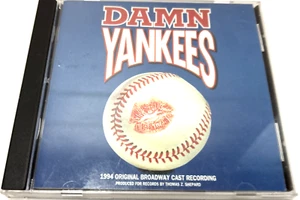 DAMN
YANKEES
1994 ORIGINAL BROADWAY CAST RECORDING
PRODUCED FOR RECORDS BY THOMAS Z. SHEPARD